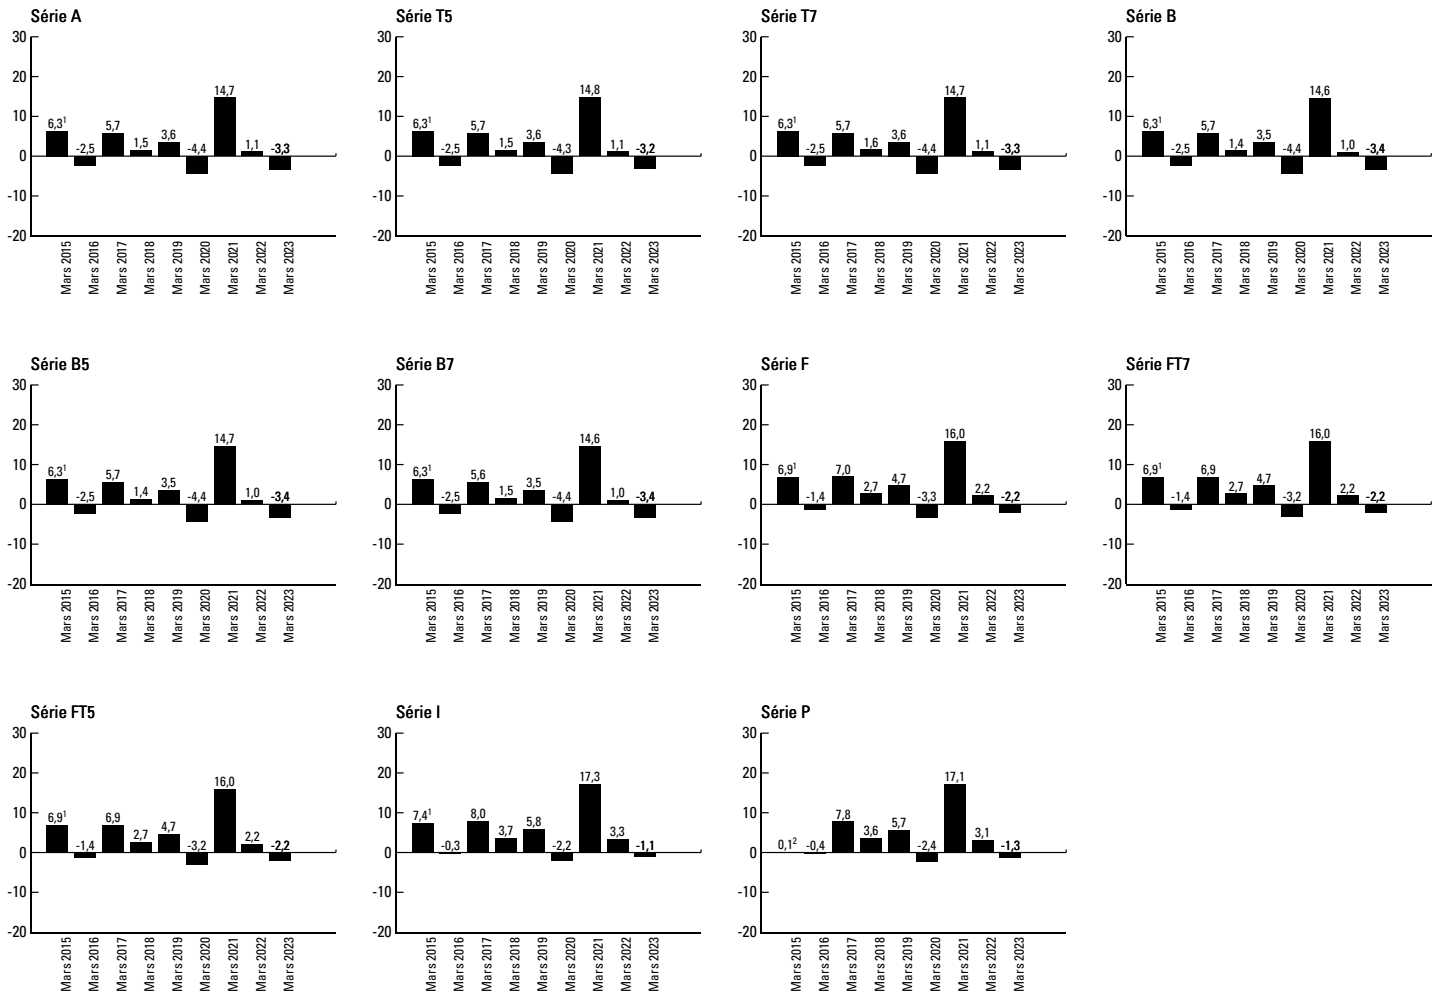 Série A
30
20
10
0
-10
-20
6,3¹
-2,5
5,7
1,5
3,6
-4,4
14,7
1,1
-3,3
Mars 2015
Mars 2016
Mars 2017
Mars 2018
Mars 2019
Mars 2020
Mars 2021
Mars 2022
Mars 2023
Série T5
30
20
10
0
-10
-20
6,3¹
-2,5
5,7
1,5
3,6
-4,3
14,8
1,1
-3,2
Mars 2015
Mars 2016
Mars 2017
Mars 2018
Mars 2019
Mars 2020
Mars 2021
Mars 2022
Mars 2023
Série T7
30
20
10
0
-10
-20
6,3¹
-2,5
5,7
1,6
3,6
-4,4
14,7
1,1
-3,3
Mars 2015
Mars 2016
Mars 2017
Mars 2018
Mars 2019
Mars 2020
Mars 2021
Mars 2022
Mars 2023
Série B
30
20
10
0
-10
-20
6,3¹
-2,5
5,7
1,4
3,5
-4,4
14,6
1,0
-3,4
Mars 2015
Mars 2016
Mars 2017
Mars 2018
Mars 2019
Mars 2020
Mars 2021
Mars 2022
Mars 2023
Série B5
30
20
10
0
-10
-20
6,3¹
-2,5
5,7
1,4
3,5
-4,4
14,7
1,0
-3,4
Mars 2015
Mars 2016
Mars 2017
Mars 2018
Mars 2019
Mars 2020
Mars 2021
Mars 2022
Mars 2023
Série B7
30
20
10
0
-10
-20
6,3¹
-2,5
5,6
1,5
3,5
-4,4
14,6
1,0
-3,4
Mars 2015
Mars 2016
Mars 2017
Mars 2018
Mars 2019
Mars 2020
Mars 2021
Mars 2022
Mars 2023
Série F
30
20
10
0
-10
-20
6,9¹
-1,4
7,0
2,7
4,7
-3,3
16,0
2,2
-2,2
Mars 2015
Mars 2016
Mars 2017
Mars 2018
Mars 2019
Mars 2020
Mars 2021
Mars 2022
Mars 2023
Série FT7
30
20
10
0
-10
-20
6,9¹
-1,4
6,9
2,7
4,7
-3,2
16,0
2,2
-2,2
Mars 2015
Mars 2016
Mars 2017
Mars 2018
Mars 2019
Mars 2020
Mars 2021
Mars 2022
Mars 2023
Série FT5
30
20
10
0
-10
-20
6,9¹
-1,4
6,9
2,7
4,7
-3,2
16,0
2,2
-2,2
Mars 2015
Mars 2016
Mars 2017
Mars 2018
Mars 2019
Mars 2020
Mars 2021
Mars 2022
Mars 2023
Série I
30
20
10
0
-10
-20
7,4¹
-0,3
8,0
3,7
5,8
-2,2
17,3
3,3
-1,1
Mars 2015
Mars 2016
Mars 2017
Mars 2018
Mars 2019
Mars 2020
Mars 2021
Mars 2022
Mars 2023
Série P
30
20
10
0
-10
-20
0,1²
-0,4
7,8
3,6
5,7
-2,4
17,1
3,1
-1,3
Mars 2015
Mars 2016
Mars 2017
Mars 2018
Mars 2019
Mars 2020
Mars 2021
Mars 2022
Mars 2023